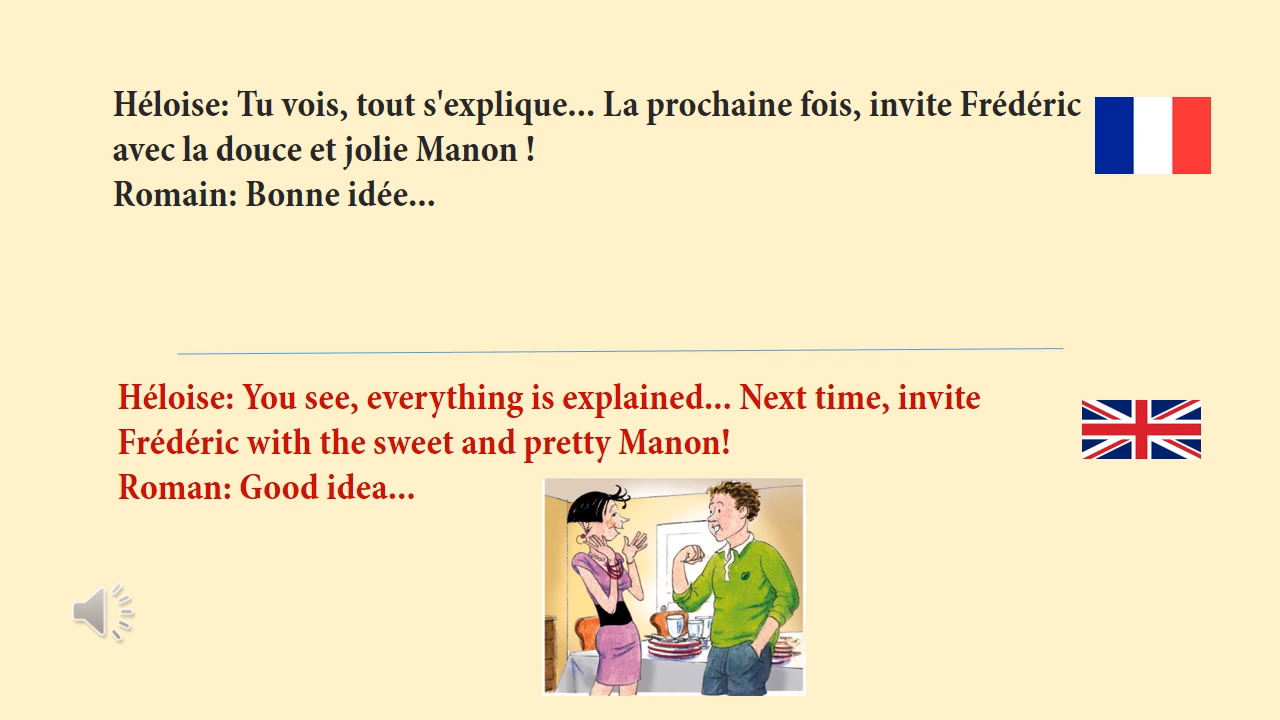 Héloise: Tu vois, tout s'explique... La prochaine fois, invite Frédéric
avec la douce et jolie Manon !
Romain: Bonne idée...
Héloise: You see, everything is explained... Next time, invite
Frédéric with the sweet and pretty Manon!
Roman: Good idea...